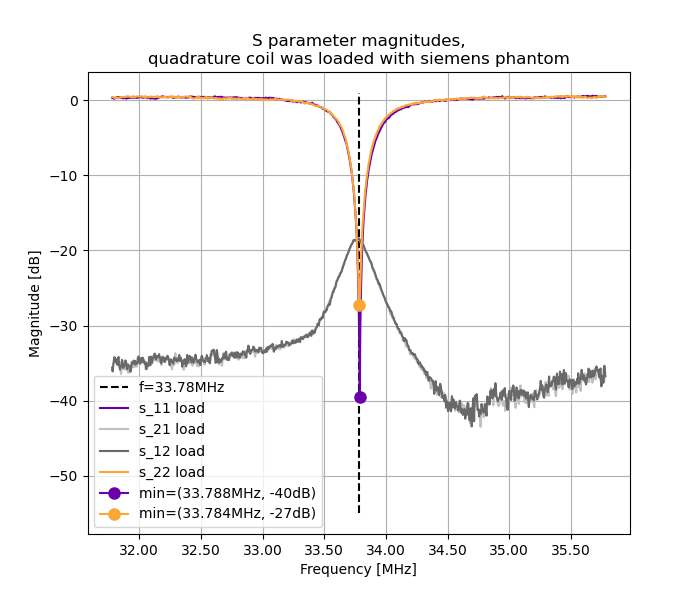 S parameter magnitudes,
quadrature coil was loaded with siemens phantom
Magnitude [dB]
0
−10
−20
−30
−40
−50
f=33.78MHz
s_11 load
s_21 load
s_12 load
s_22 load
min=(33.788MHz, -40dB)
min=(33.784MHz, -27dB)
32.00 32.50 33.00 33.50 34.00 34.50 35.00 35.50
Frequency [MHz]